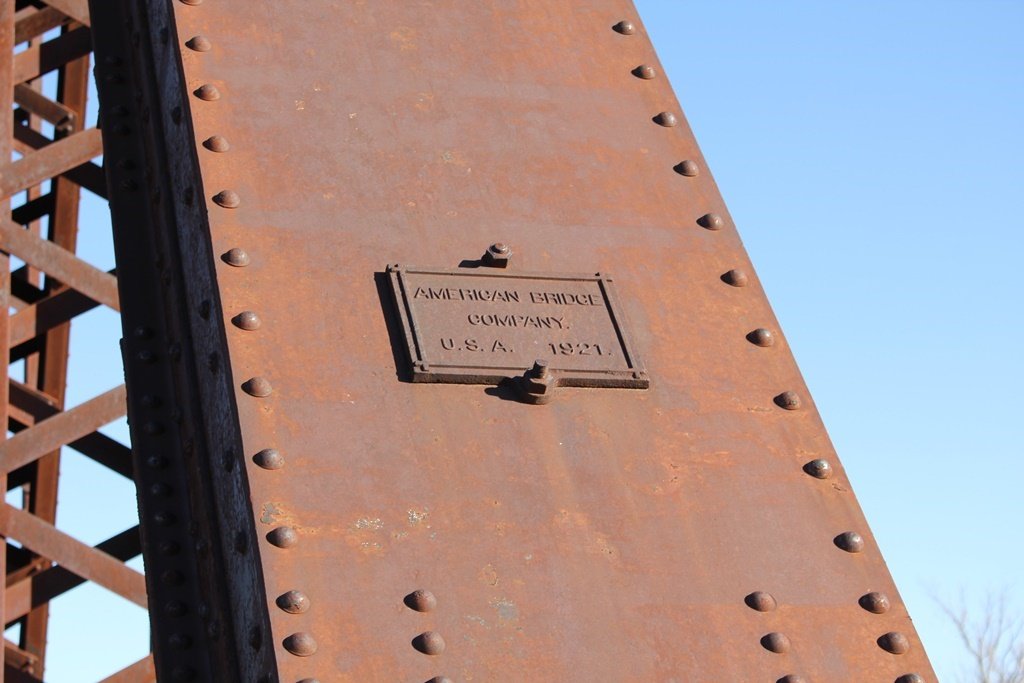 AMERICAN BRIDGE
COMPANY.
U.S.A. 1921.